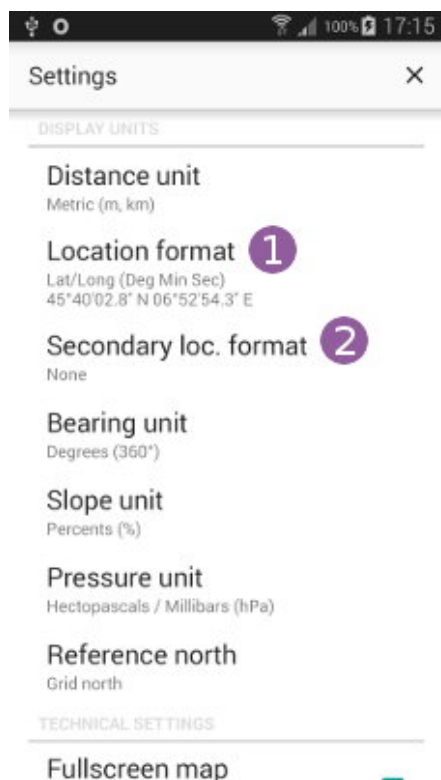 100% 17:15
Settings ×
DISPLAY UNITS
Distance unit
Metric (m, km)
Location format 1
Lat/Long (Deg Min Sec)
45°40'02.8" N 06°52'54.3" E
Secondary loc. format 2
None
Bearing unit
Degrees (360°)
Slope unit
Percents (%)
Pressure unit
Hectopascals / Millibars (hPa)
Reference north
Grid north
TECHNICAL SETTINGS
Fullscreen map